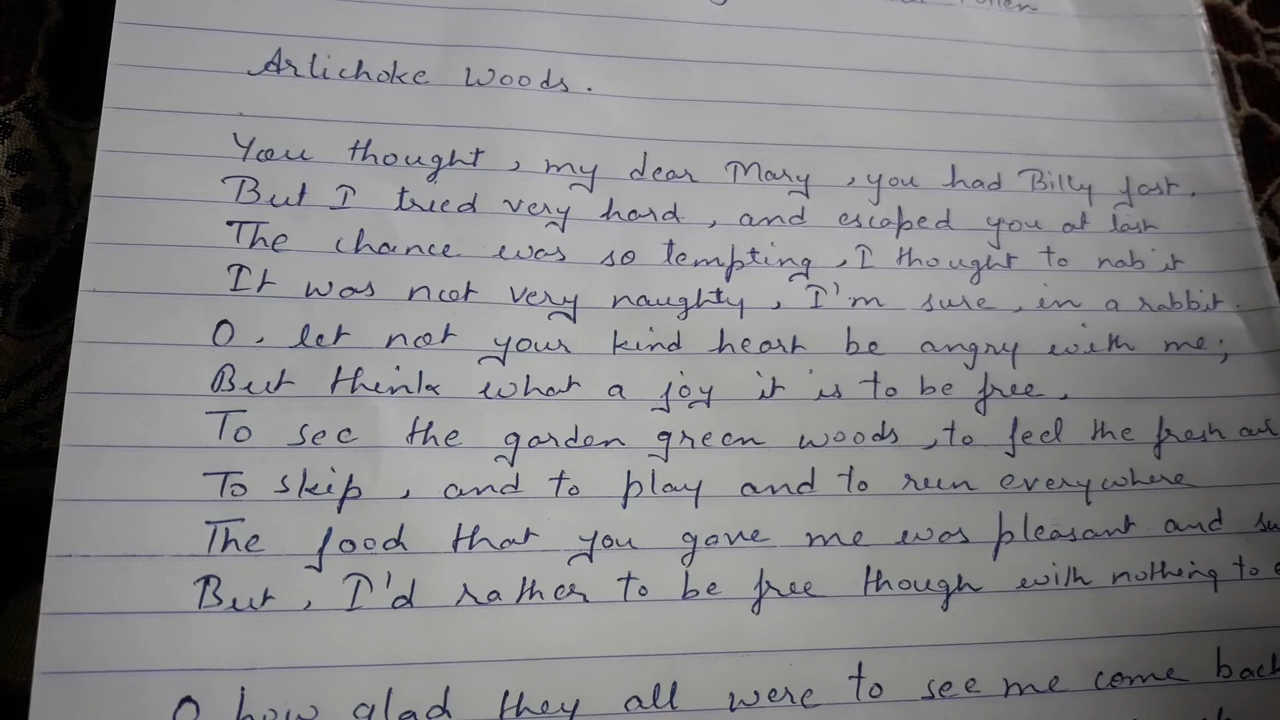 Artichoke Woods.
You thought, my dear Mary, you had Billy fast.
But I tried very hard, and escaped you at last
The chance was so tempting, I thought to nab it
It was not very naughty, I'm sure, in a rabbit.
O, let not your kind heart be angry with me;
But think what a joy it is to be free.
To see the garden green woods, to feel the fresh
To skip, and to play and to run everywhere
The food that you gave me was pleasant and
But, I'd rather to be free though with nothing to
O how glad they all were to see me come back